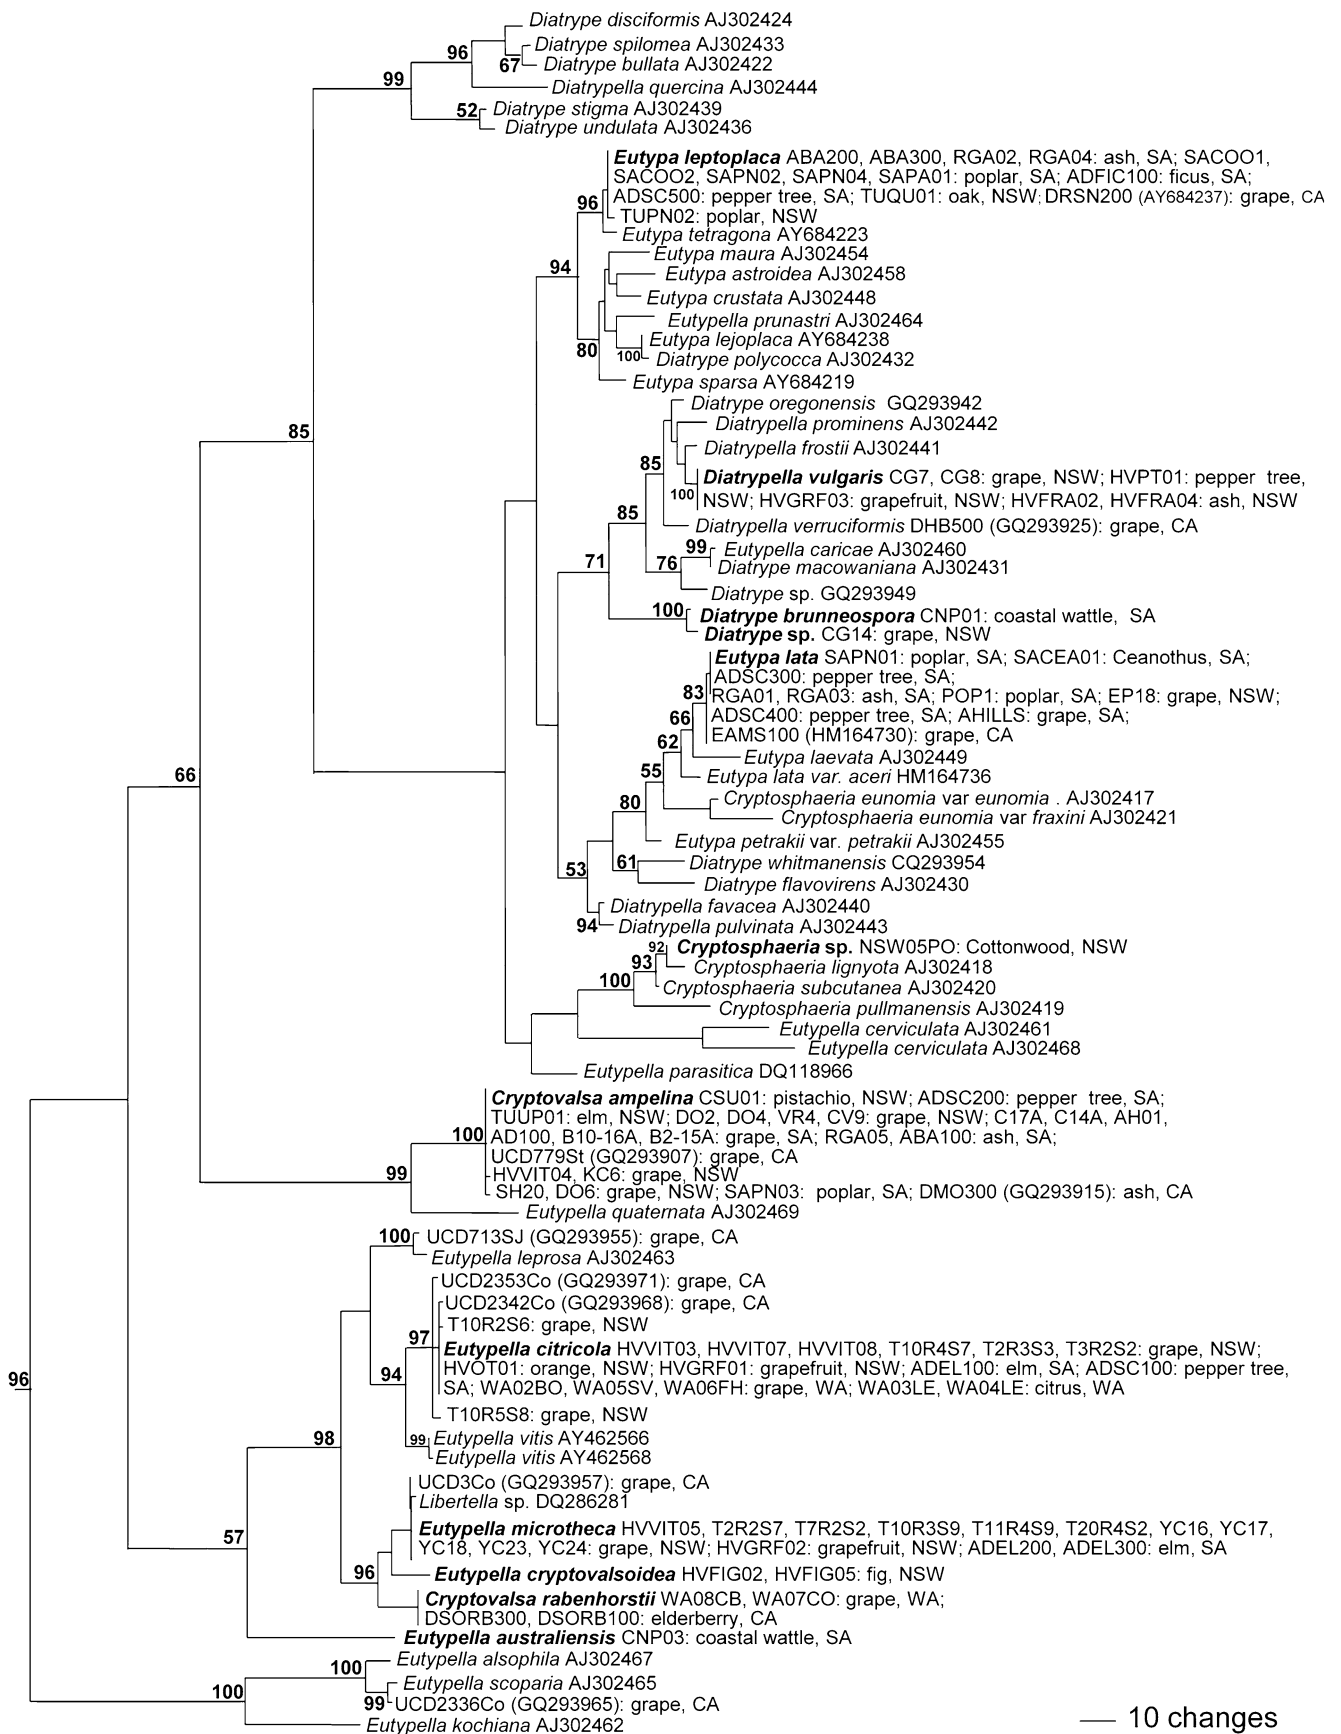 Diatrype disciformis AJ302424
Diatrype spilomea AJ302433
96
67
Diatrype bullata AJ302422
99
Diatrypella quercina AJ302444
52
Diatrype stigma AJ302439
Diatrype undulata AJ302436
Eutypa leptoplaca ABA200, ABA300, RGA02, RGA04: ash, SA; SACOO1,
SACOO2, SAPN02, SAPN04, SAPA01: poplar, SA; ADFIC100: ficus, SA;
ADSC500: pepper tree, SA; TUQU01: oak, NSW; DRSN200 (AY684237): grape, CA
96
TUPN02: poplar, NSW
Eutypa tetragona AY684223
Eutypa maura AJ302454
94
Eutypa astroidea AJ302458
Eutypa crustata AJ302448
Eutypella prunastri AJ302464
Eutypa lejoplaca AY684238
80
100
Diatrype polycocca AJ302432
Eutypa sparsa AY684219
Diatrype oregonensis GQ293942
Diatrypella prominens AJ302442
85
Diatrypella frostii AJ302441
85
Diatrypella vulgaris CG7, CG8: grape, NSW; HVPT01: pepper tree,
100
NSW; HVGRF03: grapefruit, NSW; HVFRA02, HVFRA04: ash, NSW
85
Diatrypella verruciformis DHB500 (GQ293925): grape, CA
99
Eutypella caricae AJ302460
71
76
Diatrype macowaniana AJ302431
Diatrype sp. GQ293949
100
Diatrype brunneospora CNP01: coastal wattle, SA
Diatrype sp. CG14: grape, NSW
Eutypa lata SAPN01: poplar, SA; SACEA01: Ceanothus, SA;
ADSC300: pepper tree, SA;
83
RGA01, RGA03: ash, SA; POP1: poplar, SA; EP18: grape, NSW;
66
ADSC400: pepper tree, SA; AHILLS: grape, SA;
EAMS100 (HM164730): grape, CA
62
Eutypa laevata AJ302449
55
Eutypa lata var. aceri HM164736
80
Cryptosphaeria eunomia var eunomia . AJ302417
Cryptosphaeria eunomia var fraxini AJ302421
66
Eutypa petrakii var. petrakii AJ302455
53
61
Diatrype whitmanensis CQ293954
Diatrype flavovirens AJ302430
Diatrypella favacea AJ302440
94
Diatrypella pulvinata AJ302443
92
Cryptosphaeria sp. NSW05PO: Cottonwood, NSW
93
Cryptosphaeria lignyota AJ302418
100
Cryptosphaeria subcutanea AJ302420
Cryptosphaeria pullmanensis AJ302419
Eutypella cerviculata AJ302461
Eutypella cerviculata AJ302468
Eutypella parasitica DQ118966
Cryptovalsa ampelina CSU01: pistachio, NSW; ADSC200: pepper tree, SA;
TUUP01: elm, NSW; DO2, DO4, VR4, CV9: grape, NSW; C17A, C14A, AH01,
100
AD100, B10-16A, B2-15A: grape, SA; RGA05, ABA100: ash, SA;
UCD779St (GQ293907): grape, CA
99
HVVIT04, KC6: grape, NSW
SH20, DO6: grape, NSW; SAPN03: poplar, SA; DMO300 (GQ293915): ash, CA
Eutypella quaternata AJ302469
100
UCD713SJ (GQ293955): grape, CA
Eutypella leprosa AJ302463
UCD2353Co (GQ293971): grape, CA
UCD2342Co (GQ293968): grape, CA
T10R2S6: grape, NSW
97
Eutypella citricola HVVIT03, HVVIT07, HVVIT08, T10R4S7, T2R3S3, T3R2S2: grape, NSW;
HVOT01: orange, NSW; HVGRF01: grapefruit, NSW; ADEL100: elm, SA; ADSC100: pepper tree,
96
94
SA; WA02BO, WA05SV, WA06FH: grape, WA; WA03LE, WA04LE: citrus, WA
T10R5S8: grape, NSW
98
99
Eutypella vitis AY462566
Eutypella vitis AY462568
UCD3Co (GQ293957): grape, CA
Libertella sp. DQ286281
57
Eutypella microtheca HVVIT05, T2R2S7, T7R2S2, T10R3S9, T11R4S9, T20R4S2, YC16, YC17,
YC18, YC23, YC24: grape, NSW; HVGRF02: grapefruit, NSW; ADEL200, ADEL300: elm, SA
96
Eutypella cryptovalsoidea HVFIG02, HVFIG05: fig, NSW
Cryptovalsa rabenhorstii WA08CB, WA07CO: grape, WA;
DSORB300, DSORB100: elderberry, CA
Eutypella australiensis CNP03: coastal wattle, SA
100
Eutypella alsophila AJ302467
100
Eutypella scoparia AJ302465
99
UCD2336Co (GQ293965): grape, CA
Eutypella kochiana AJ302462
10 changes